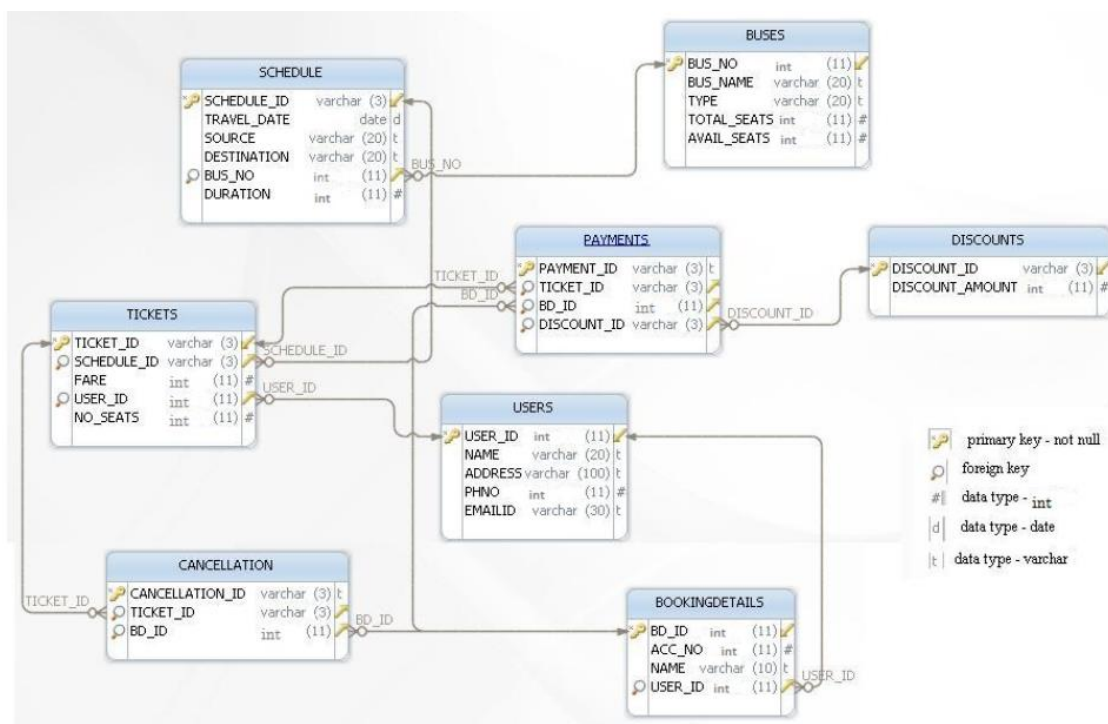 BUSES
BUS_NO int (11)
BUS_NAME varchar (20) t
TYPE varchar (20) t
TOTAL_SEATS int (11) #
AVAIL_SEATS int (11) #
SCHEDULE
SCHEDULE_ID varchar (3)
TRAVEL_DATE date d
SOURCE varchar (20) t
DESTINATION varchar (20) t
BUS_NO int (11)
DURATION int (11) #
BUS_NO
PAYMENTS
PAYMENT_ID varchar (3) t
TICKET_ID varchar (3)
BD_ID int (11)
DISCOUNT_ID varchar (3)
TICKET_ID
BD_ID
DISCOUNT_ID
DISCOUNTS
DISCOUNT_ID varchar (3)
DISCOUNT_AMOUNT int (11) #
TICKETS
TICKET_ID varchar (3)
SCHEDULE_ID varchar (3)
FARE int (11) #
USER_ID int (11)
NO_SEATS int (11) #
SCHEDULE_ID
USER_ID
USERS
USER_ID int (11)
NAME varchar (20) t
ADDRESS varchar (100) t
PHNO int (11) #
EMAILID varchar (30) t
primary key - not null
foreign key
# data type - int
d data type - date
t data type - varchar
CANCELLATION
CANCELLATION_ID varchar (3) t
TICKET_ID varchar (3)
BD_ID int (11)
TICKET_ID
BD_ID
BOOKINGDETAILS
BD_ID int (11)
ACC_NO int (11) #
NAME varchar (10) t
USER_ID int (11)
USER_ID